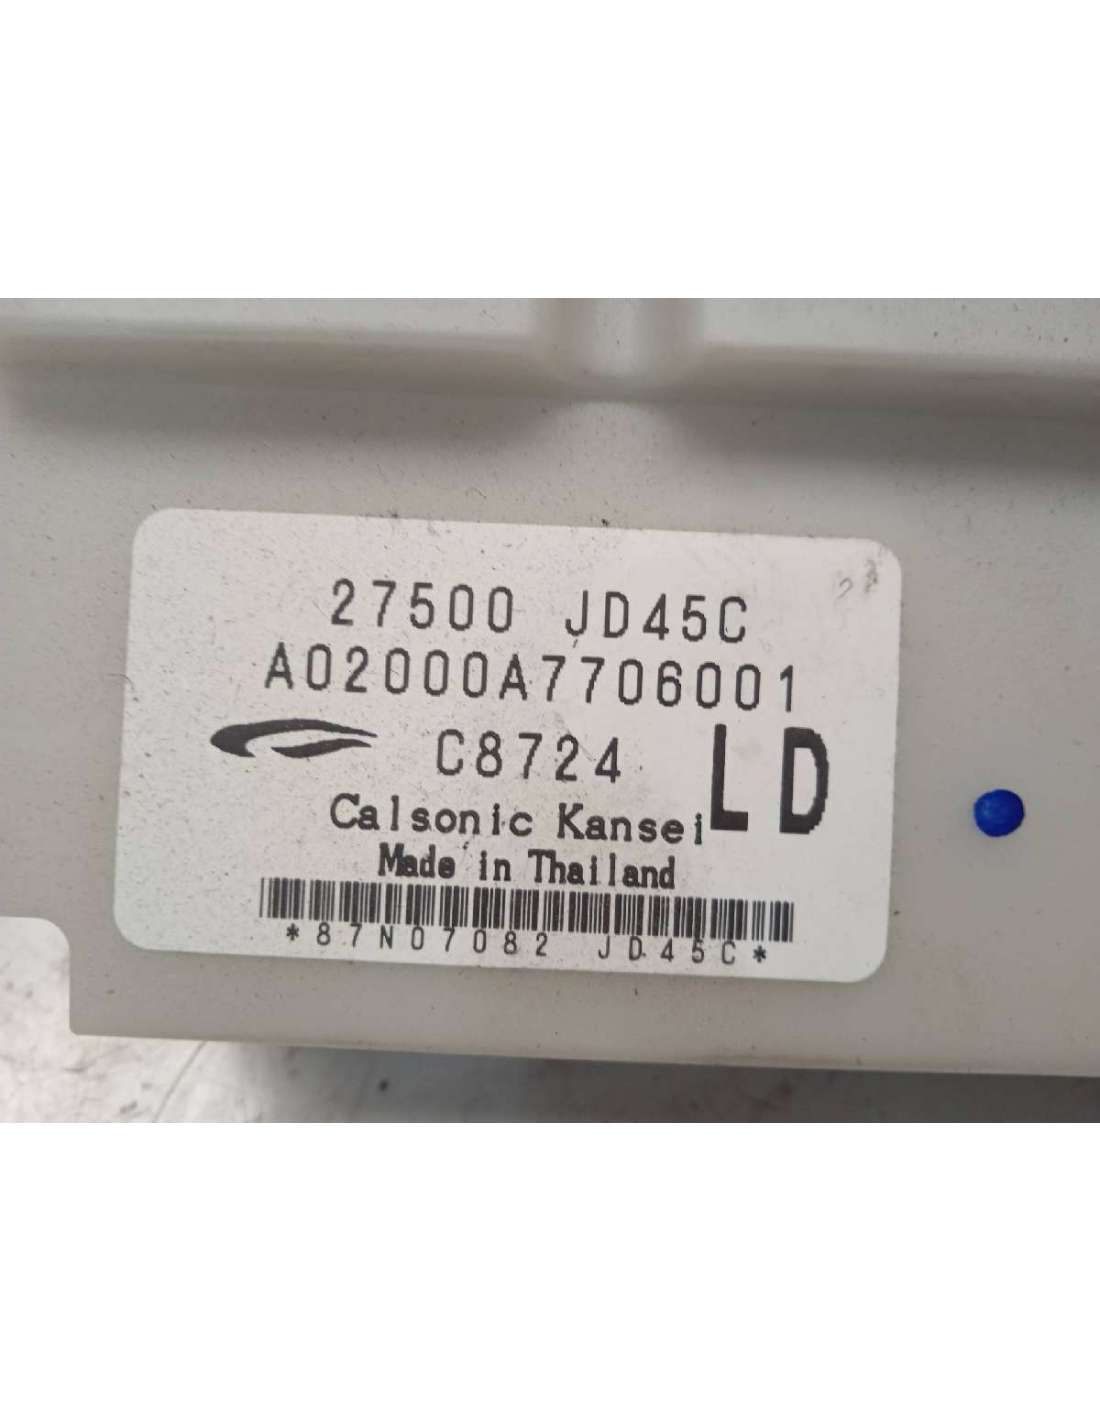 27500 JD45C
A02000A7706001
C8724 LD
Calsonic Kansei
Made in Thailand
*87N07082 JD45C*